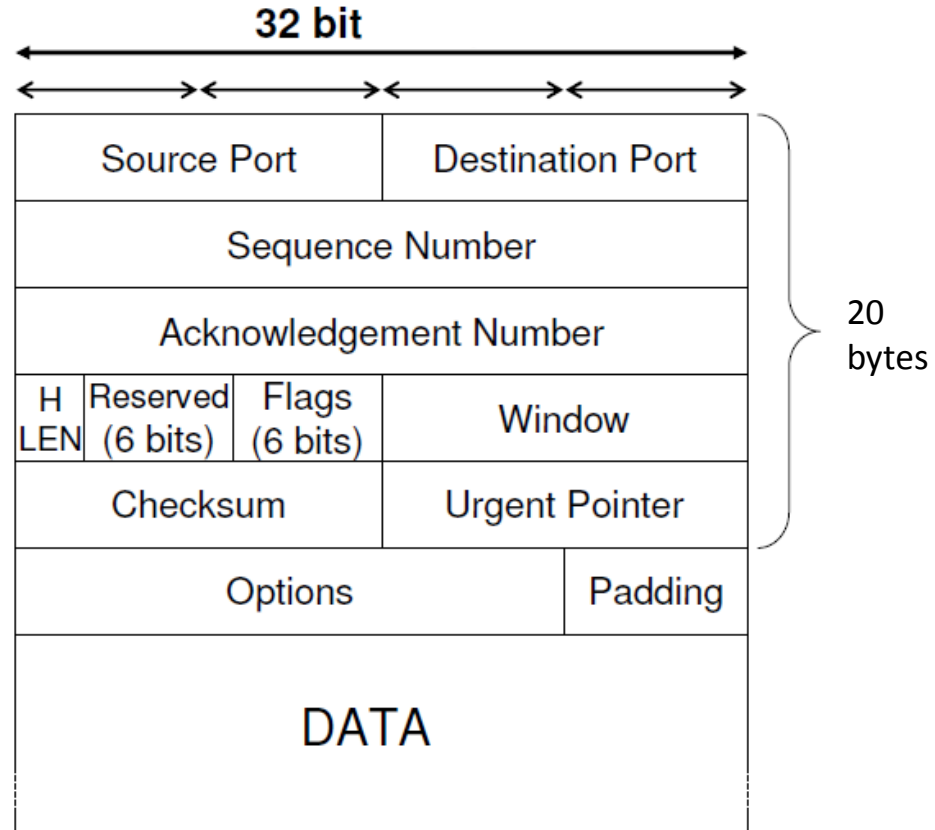 32 bit
Source Port
Destination Port
Sequence Number
Acknowledgement Number
H
LEN
Reserved
(6 bits)
Flags
(6 bits)
Window
Checksum
Urgent Pointer
20
bytes
Options
Padding
DATA